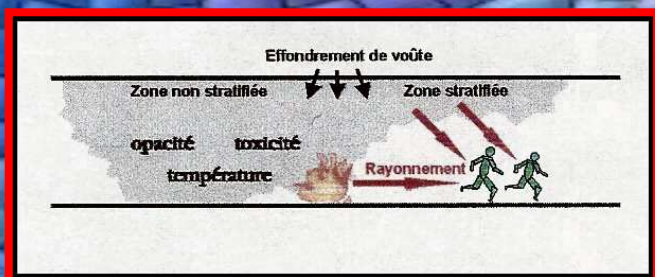 Effondrement de voûte
Zone non stratifiée Zone stratifiée
opacité toxicité
Rayonnement
température